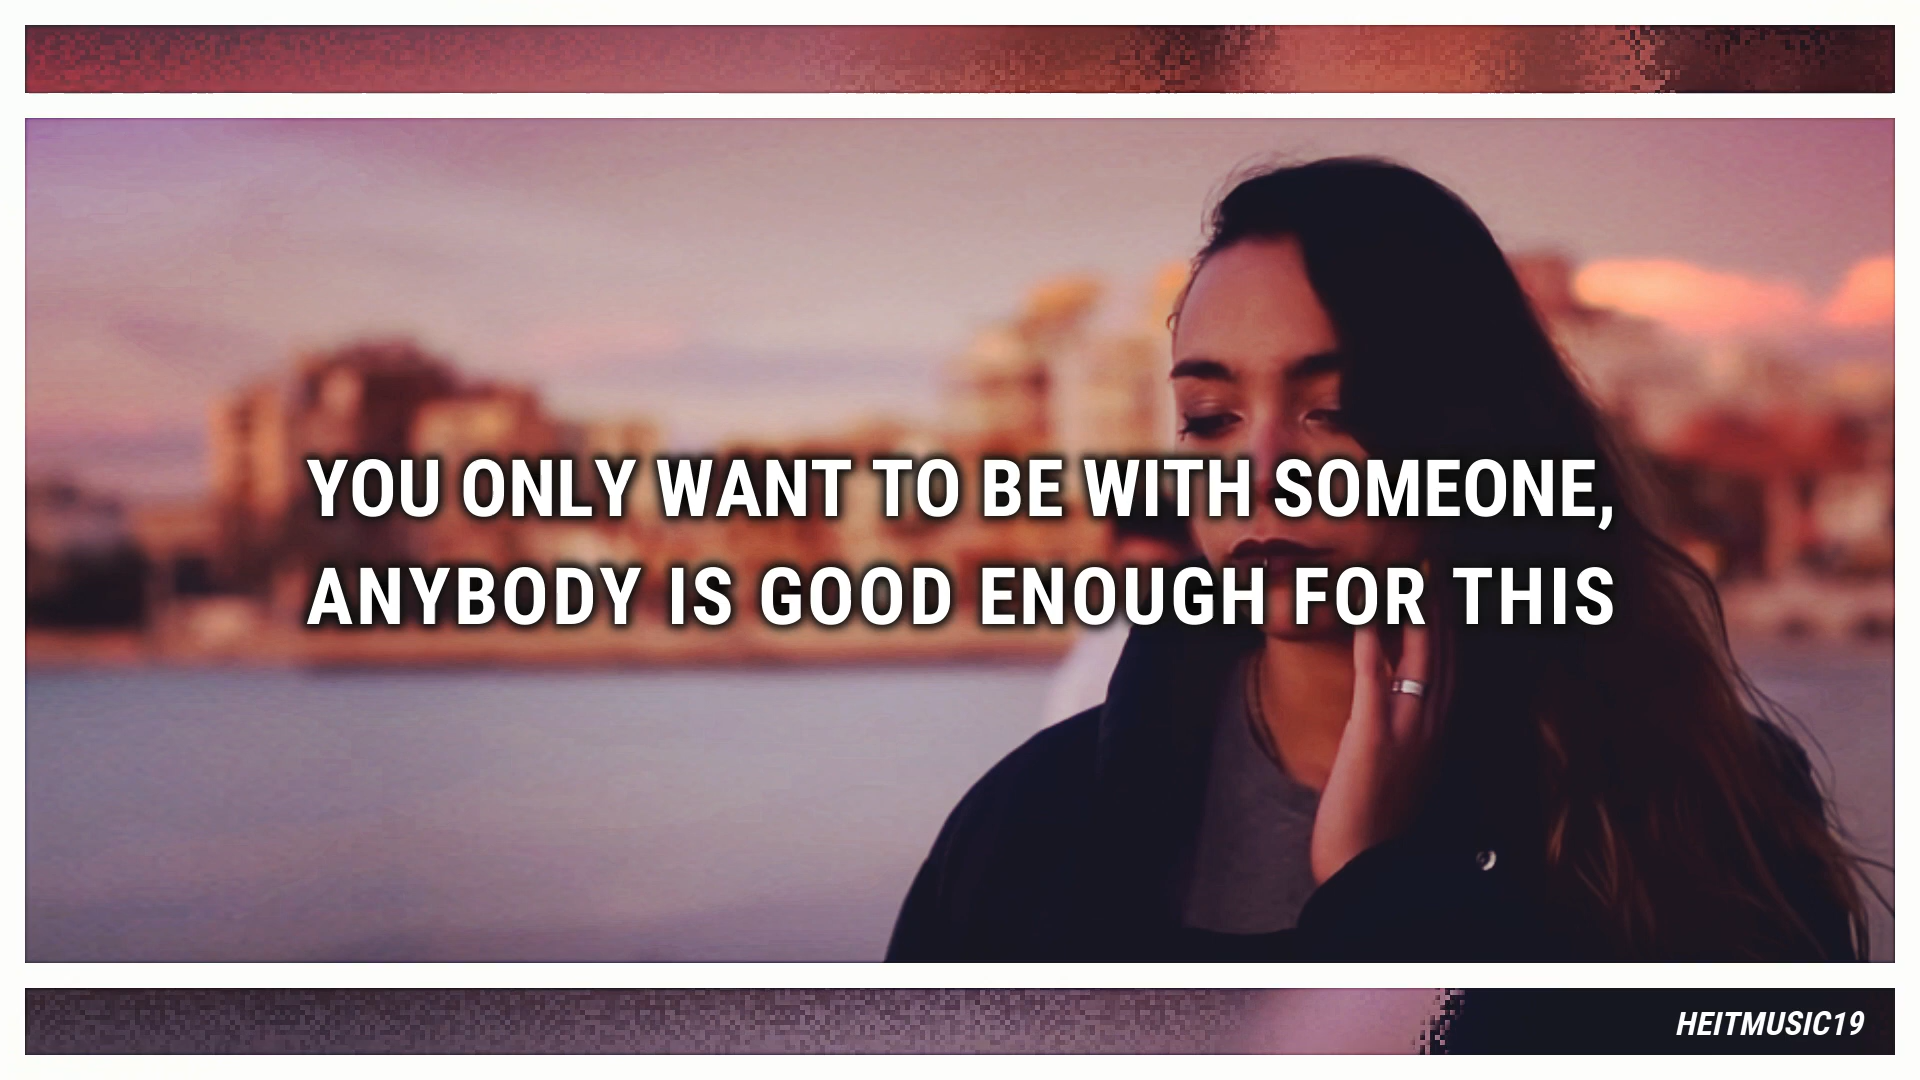 YOU ONLY WANT TO BE WITH SOMEONE,
ANYBODY IS GOOD ENOUGH FOR THIS
HEITMUSIC19